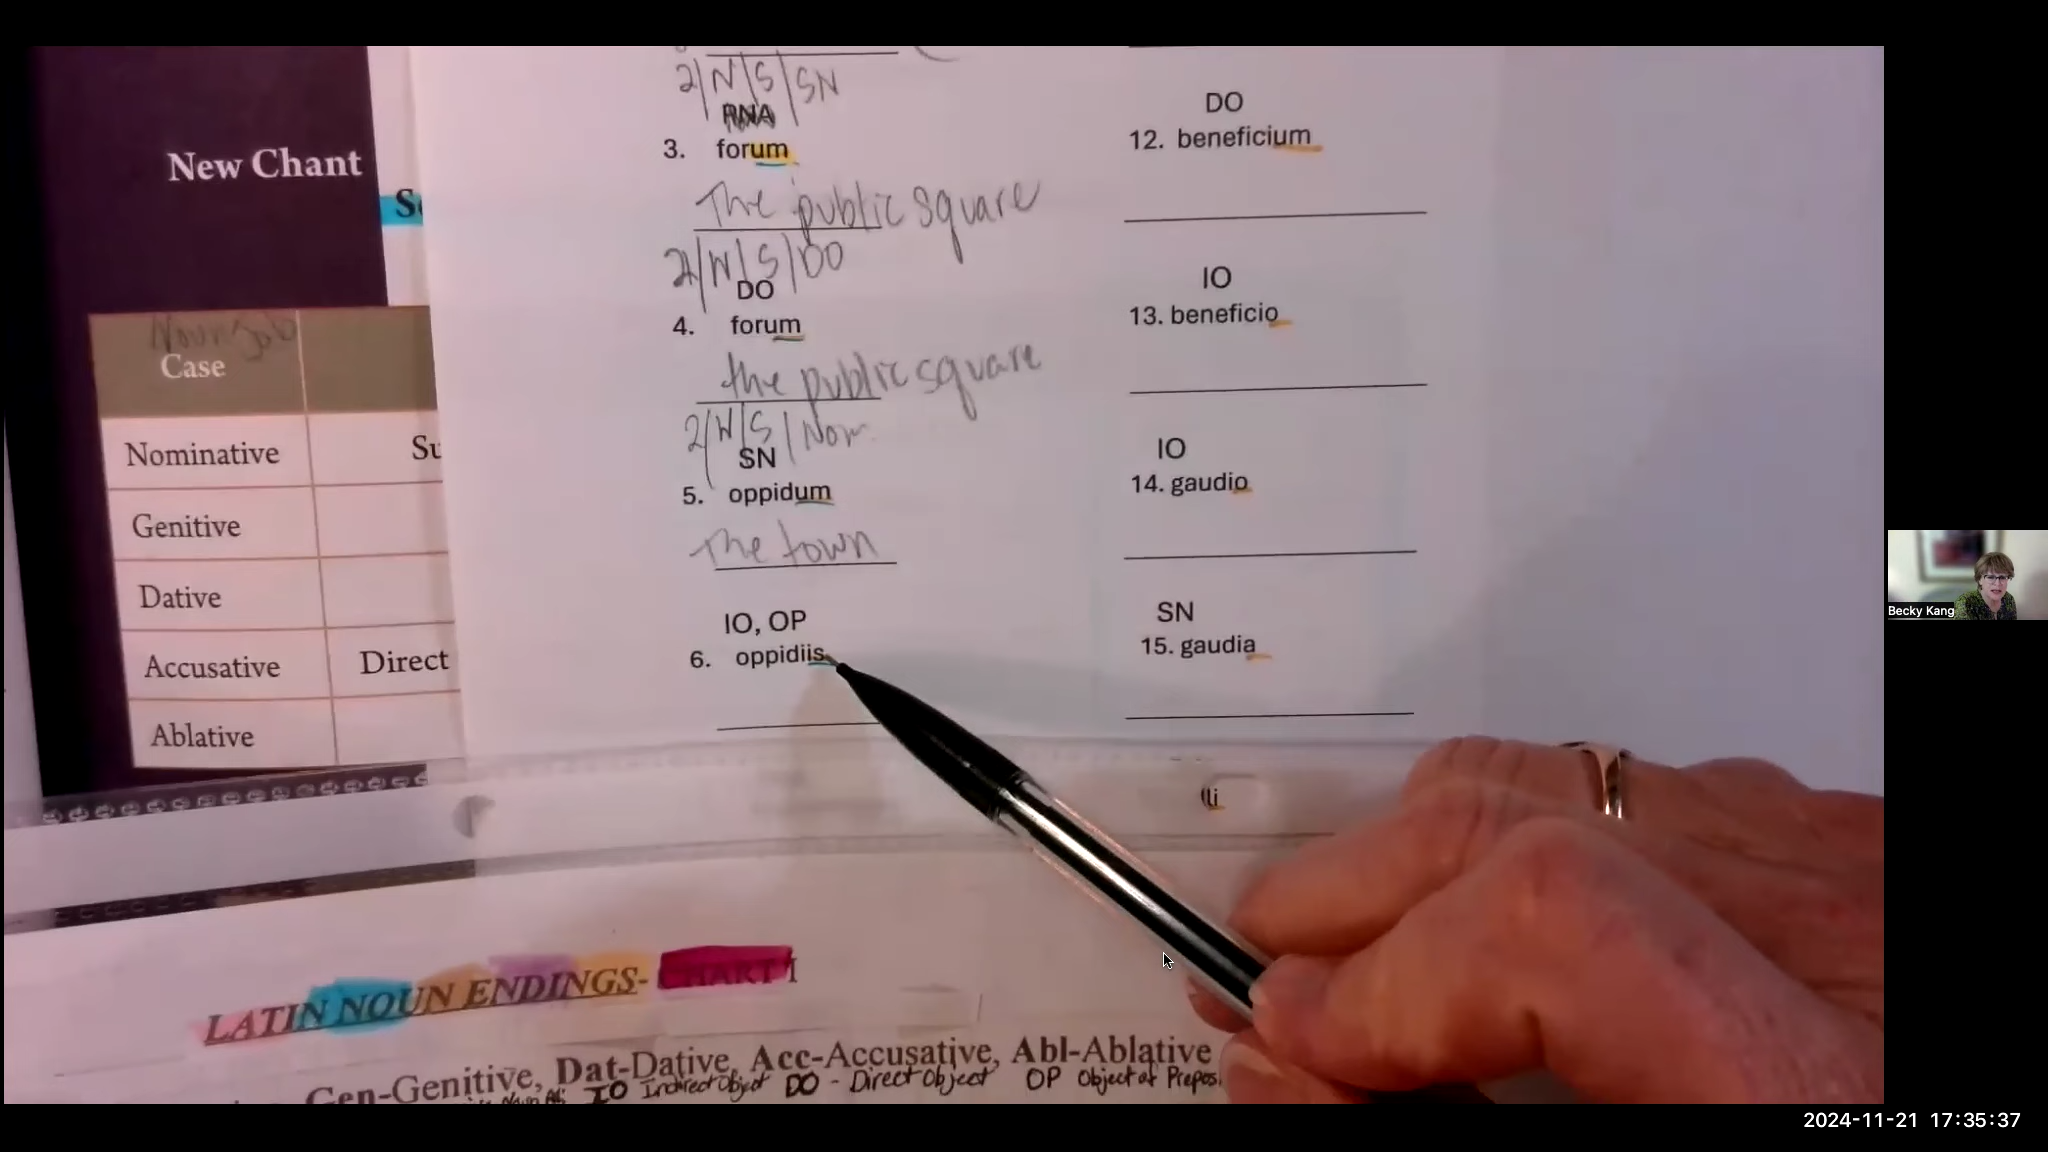 New Chant
Noun Job
Case
Nominative
Su
Genitive
Dative
Accusative
Direct
Ablative
2|N|S|SN
3. forum
The public square
2|N|S|DO
DO
4. forum
the public square
2|N|S|Nom.
SN
5. oppidum
The town
IO, OP
6. oppidiis
DO
12. beneficium
IO
13. beneficio
IO
14. gaudio
SN
15. gaudia
LATIN NOUN ENDINGS- CHART I
Gen-Genitive, Dat-Dative, Acc-Accusative, Abl-Ablative
IO Indirect Object DO - Direct Object OP Object of Prepos.
Becky Kang
2024-11-21 17:35:37